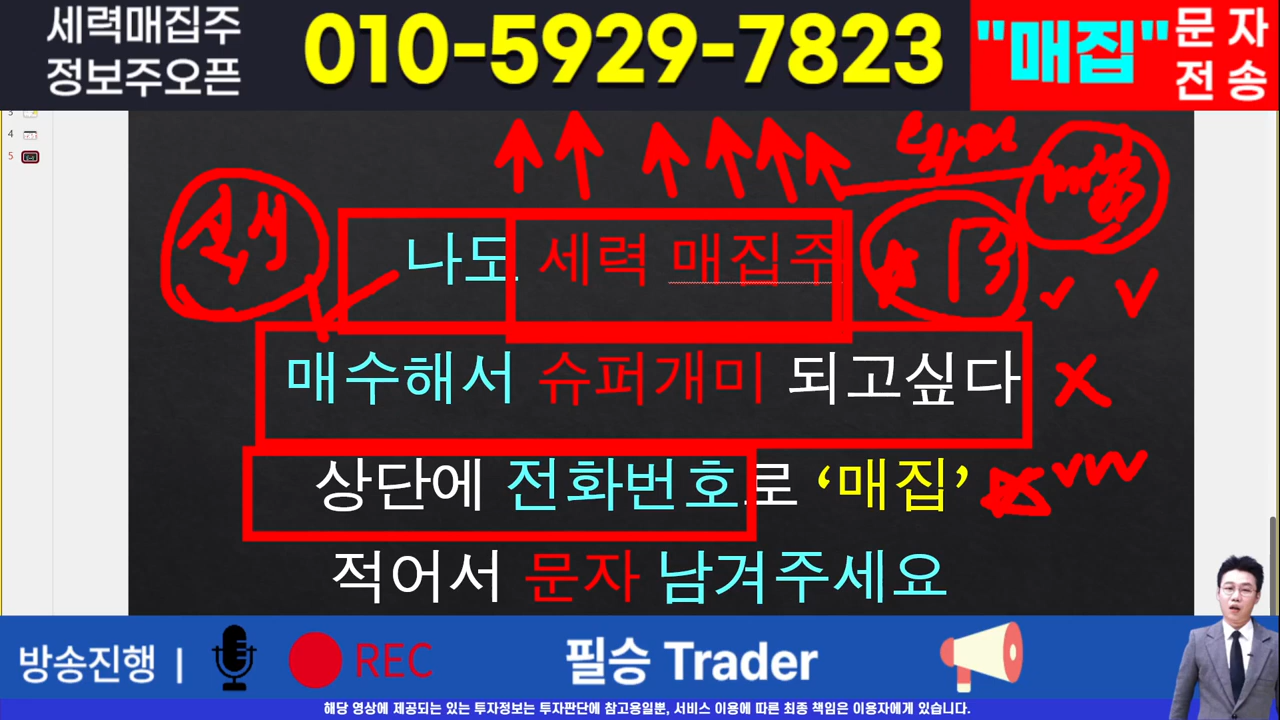 세력매집주
정보주오픈
010-5929-7823
"매집"
문자
전송
3
4
5
나도 세력 매집주
매수해서 슈퍼개미 되고싶다
상단에 전화번호로 ‘매집’
적어서 문자 남겨주세요
방송진행 |
REC
필승 Trader
해당 영상에 제공되는 있는 투자정보는 투자판단에 참고용일뿐, 서비스 이용에 따른 최종 책임은 이용자에게 있습니다.